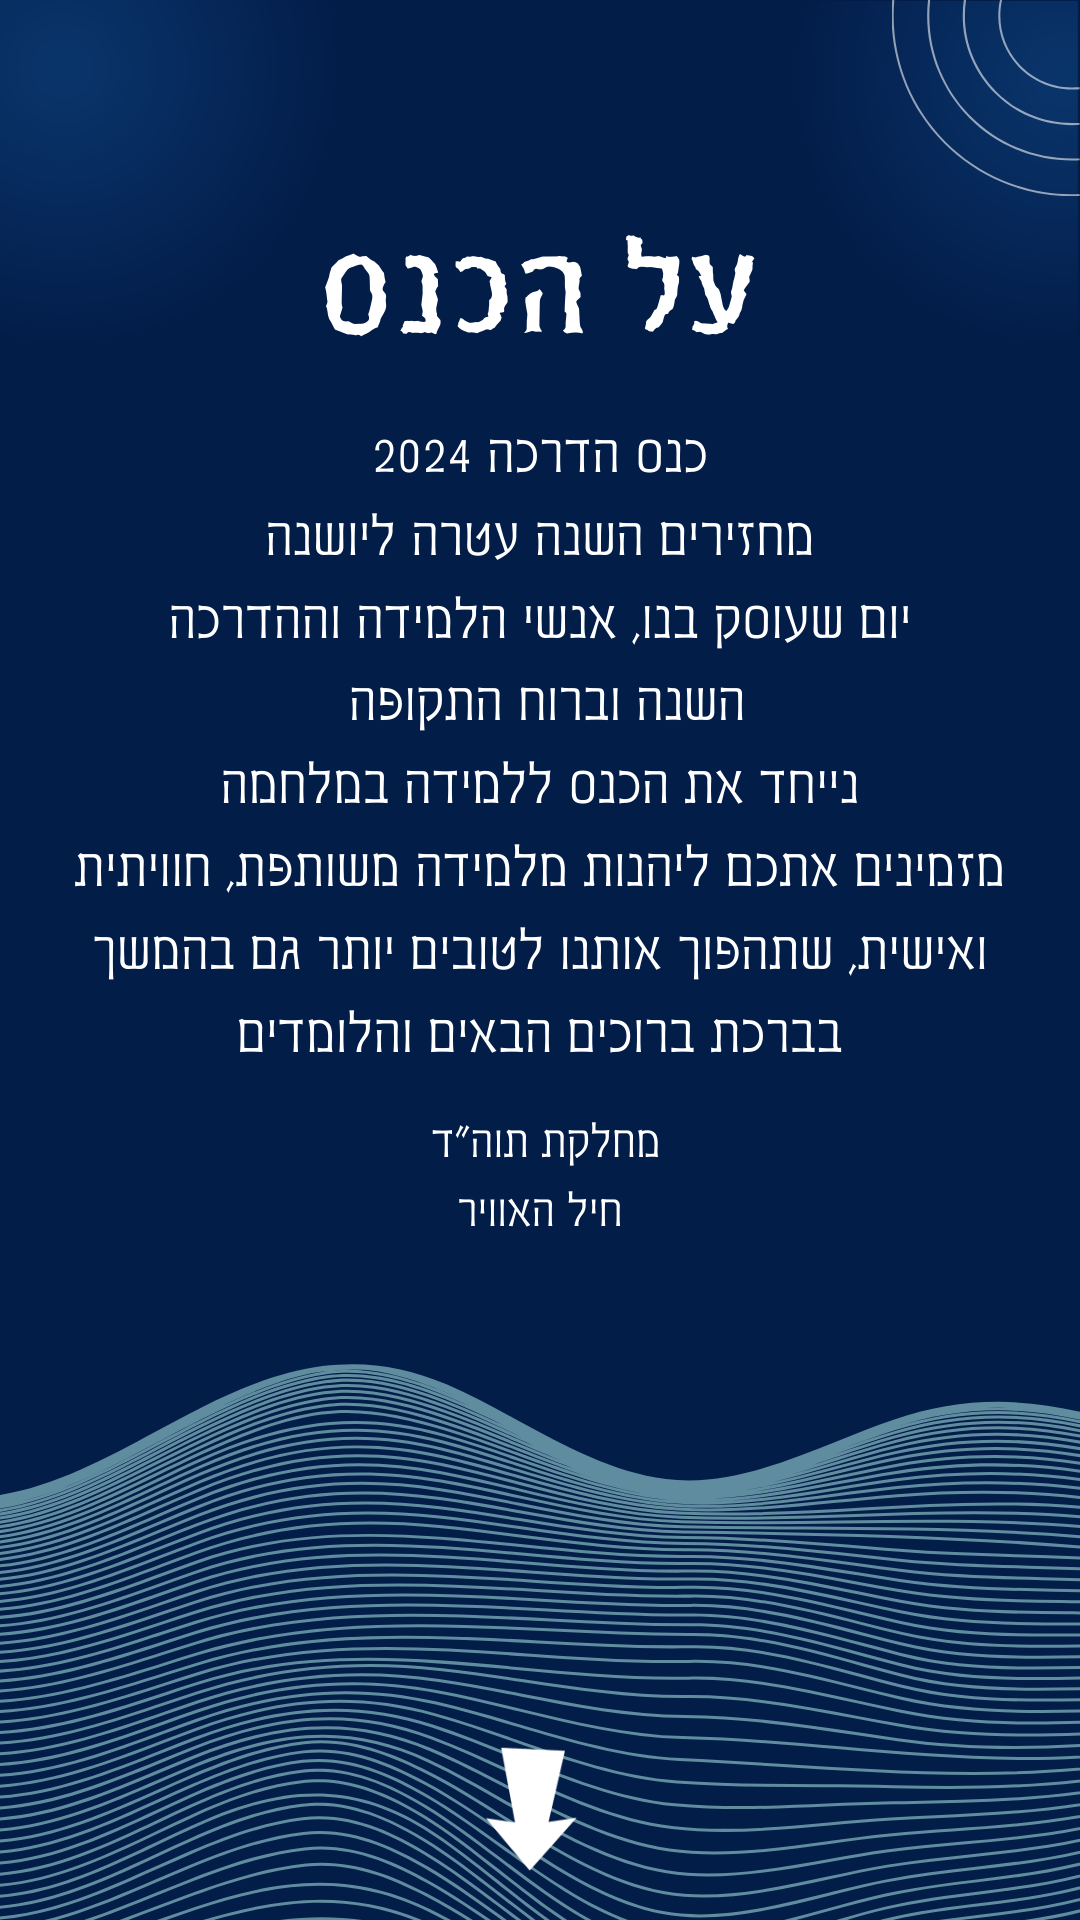 על הכנס
כנס הדרכה 2024
מחזירים השנה עטרה ליושנה
יום שעוסק בנו, אנשי הלמידה וההדרכה
השנה וברוח התקופה
נייחד את הכנס ללמידה במלחמה
מזמינים אתכם ליהנות מלמידה משותפת, חוויתית
ואישית, שתהפוך אותנו לטובים יותר גם בהמשך
בברכת ברוכים הבאים והלומדים
מחלקת תוה״ד
חיל האוויר